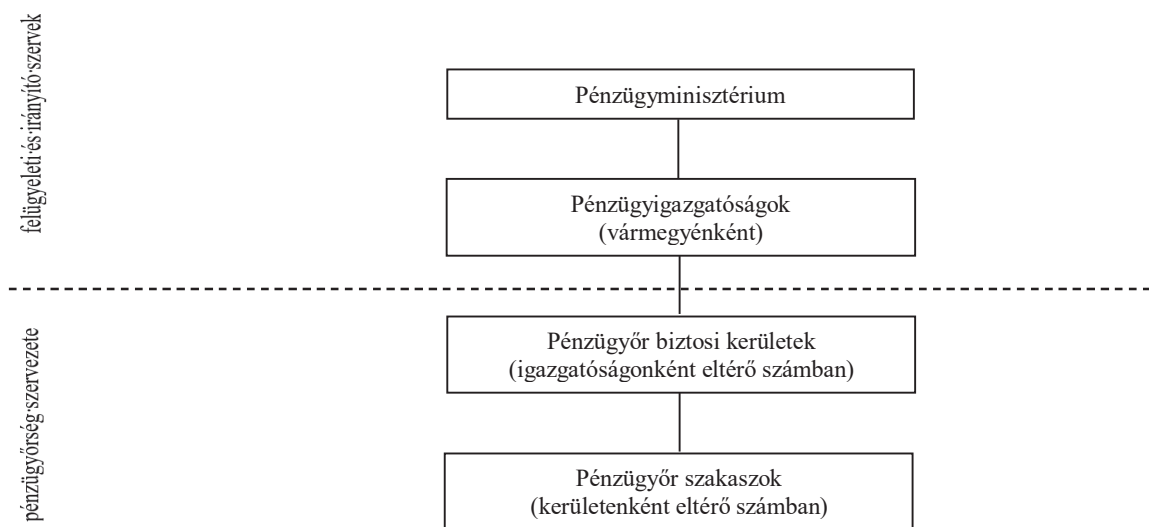 felügyeleti·és·irányító·szervek
Pénzügyminisztérium
Pénzügyigazgatóságok
(vármegyénként)
pénzügyőrség·szervezete
Pénzügyőr biztosi kerületek
(igazgatóságonként eltérő számban)
Pénzügyőr szakaszok
(kerületenként eltérő számban)